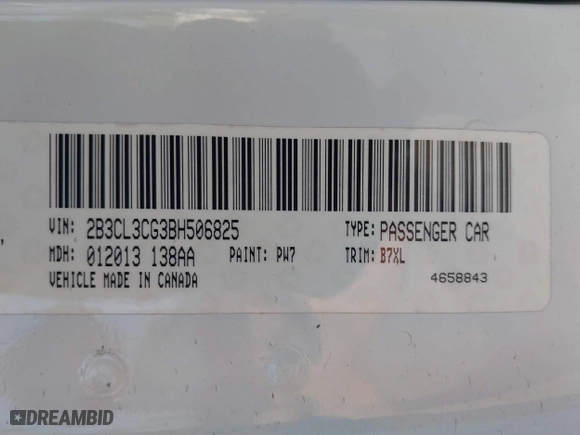 VIN: 2B3CL3CG3BH506825 TYPE: PASSENGER CAR
MDH: 012013 138AA PAINT: PW7 TRIM: B7XL
VEHICLE MADE IN CANADA 4658843
DREAMBID